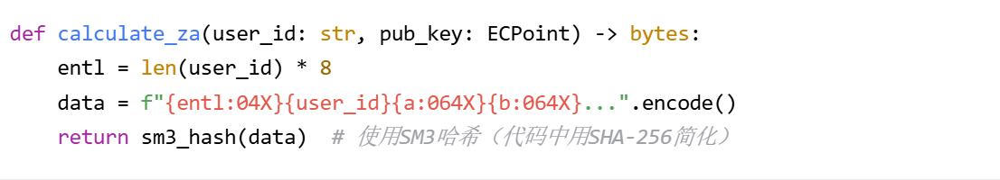 def calculate_za(user_id: str, pub_key: ECPoint) -> bytes:
    entl = len(user_id) * 8
    data = f"{entl:04X}{user_id}{a:064X}{b:064X}...".encode()
    return sm3_hash(data)  # 使用SM3哈希（代码中用SHA-256简化）